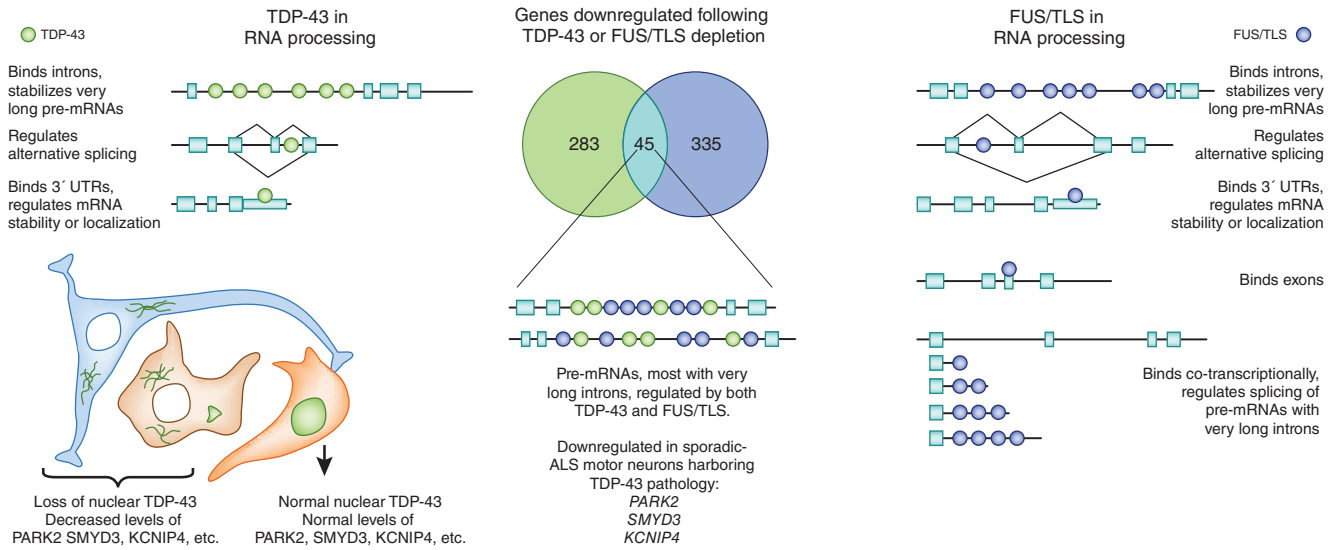 TDP-43 in
RNA processing
TDP-43
Binds introns,
stabilizes very
long pre-mRNAs
Regulates
alternative splicing
Binds 3´ UTRs,
regulates mRNA
stability or localization
Loss of nuclear TDP-43
Decreased levels of
PARK2 SMYD3, KCNIP4, etc.
Normal nuclear TDP-43
Normal levels of
PARK2, SMYD3, KCNIP4, etc.
Genes downregulated following
TDP-43 or FUS/TLS depletion
283
45
335
Pre-mRNAs, most with very
long introns, regulated by both
TDP-43 and FUS/TLS.
Downregulated in sporadic-
ALS motor neurons harboring
TDP-43 pathology:
PARK2
SMYD3
KCNIP4
FUS/TLS in
RNA processing
FUS/TLS
Binds introns,
stabilizes very
long pre-mRNAs
Regulates
alternative splicing
Binds 3´ UTRs,
regulates mRNA
stability or localization
Binds exons
Binds co-transcriptionally,
regulates splicing of
pre-mRNAs with
very long introns